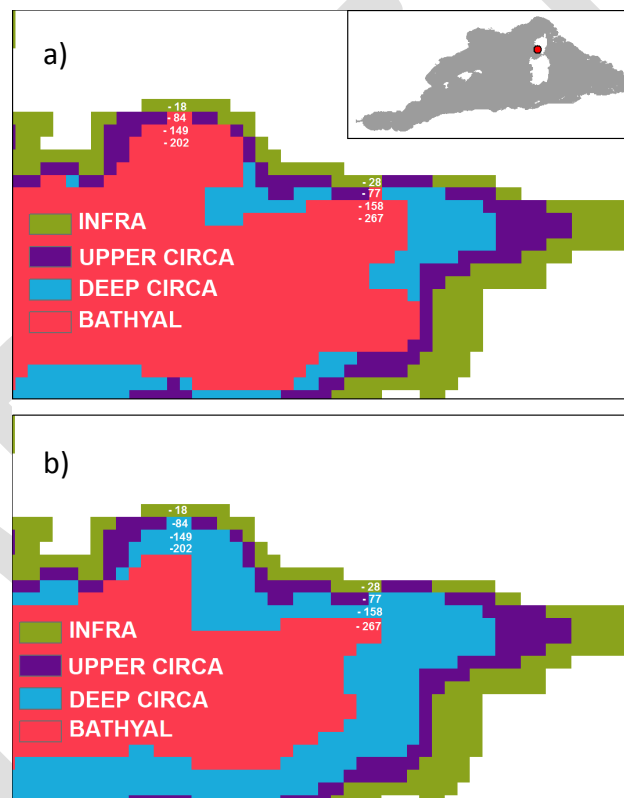 a)
- 18
- 84
- 149
- 202
- 28
- 77
- 158
- 267
INFRA
UPPER CIRCA
DEEP CIRCA
BATHYAL
b)
- 18
-84
-149
-202
- 28
- 77
- 158
- 267
INFRA
UPPER CIRCA
DEEP CIRCA
BATHYAL